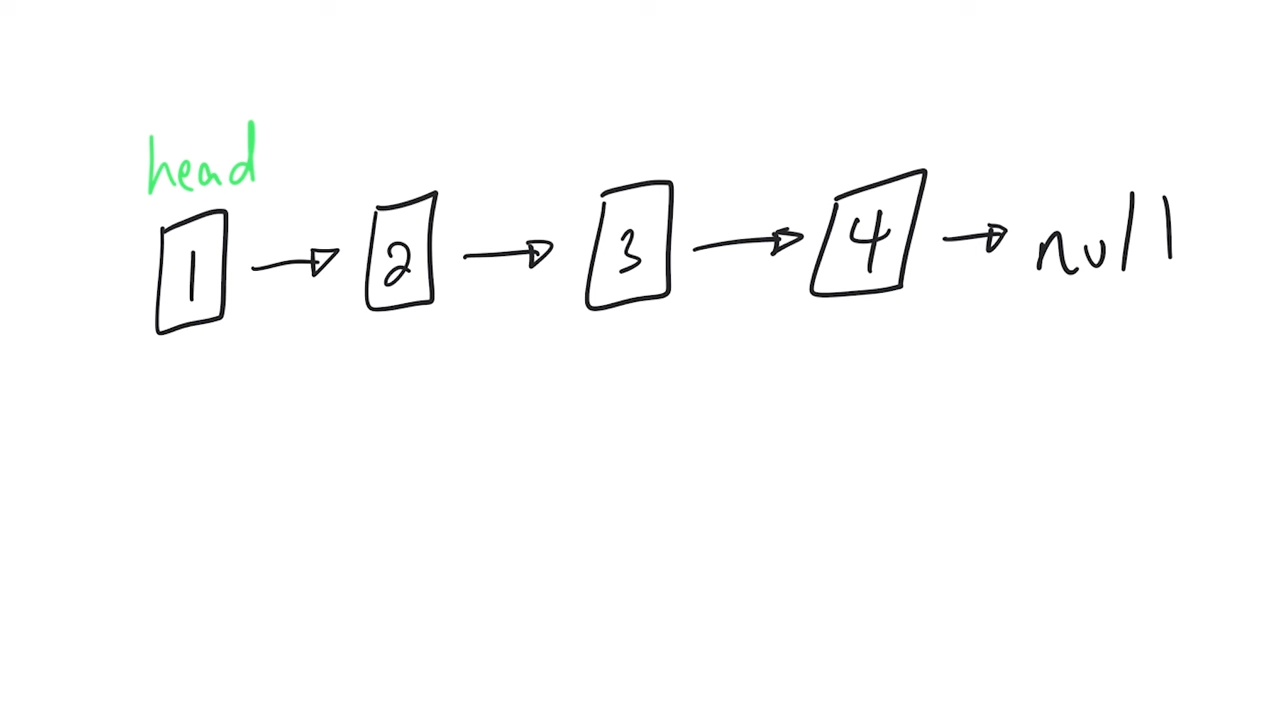 head
1 → 2 → 3 → 4 → null